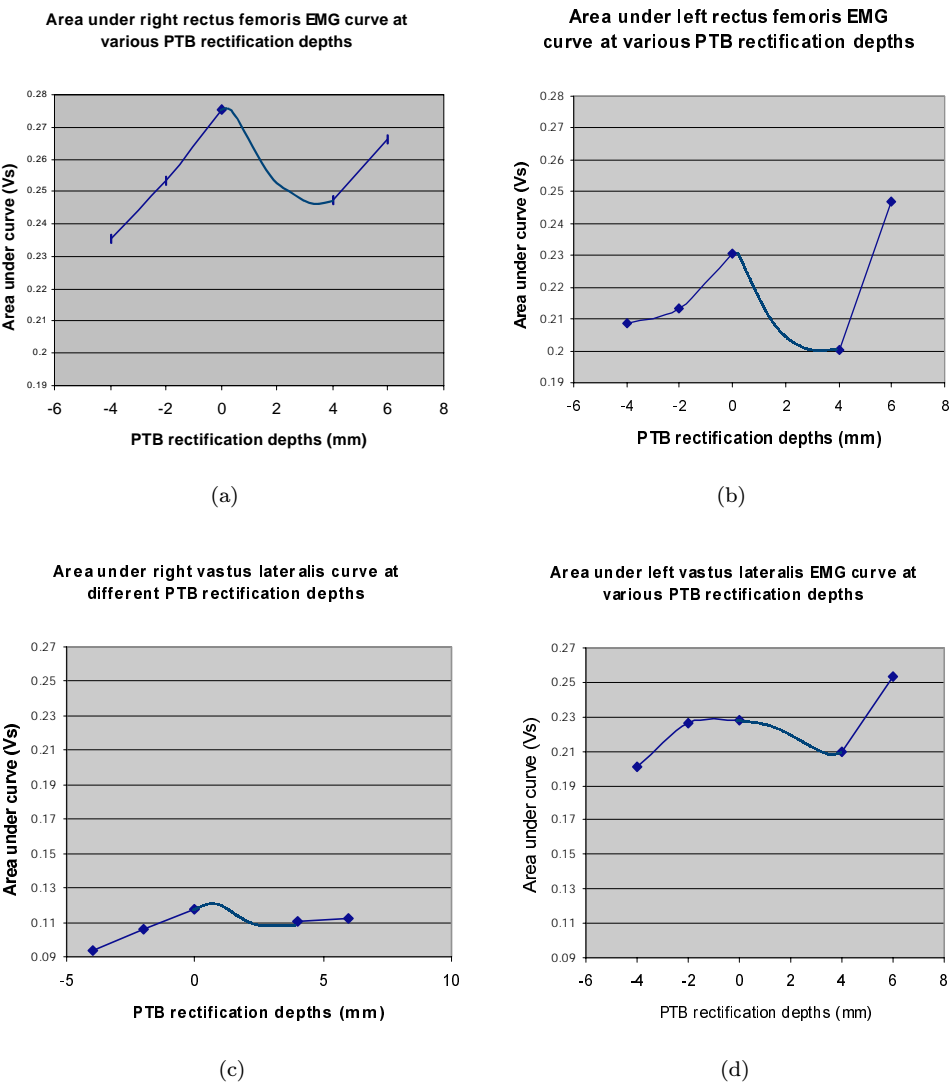 Area under right rectus femoris EMG curve at
various PTB rectification depths
Area under curve (Vs)
0.28
0.27
0.26
0.25
0.24
0.23
0.22
0.21
0.2
0.19
-6 -4 -2 0 2 4 6 8
PTB rectification depths (mm)
(a)
Area under left rectus femoris EMG
curve at various PTB rectification depths
Area under curve (Vs)
0.28
0.27
0.26
0.25
0.24
0.23
0.22
0.21
0.2
0.19
-6 -4 -2 0 2 4 6 8
PTB rectification depths (mm)
(b)
Area under right vastus lateralis curve at
different PTB rectification depths
Area under curve (Vs)
0.27
0.25
0.23
0.21
0.19
0.17
0.15
0.13
0.11
0.09
-5 0 5 10
PTB rectification depths (mm)
(c)
Area under left vastus lateralis EMG curve at
various PTB rectification depths
Area under curve (Vs)
0.27
0.25
0.23
0.21
0.19
0.17
0.15
0.13
0.11
0.09
-6 -4 -2 0 2 4 6 8
PTB rectification depths (mm)
(d)